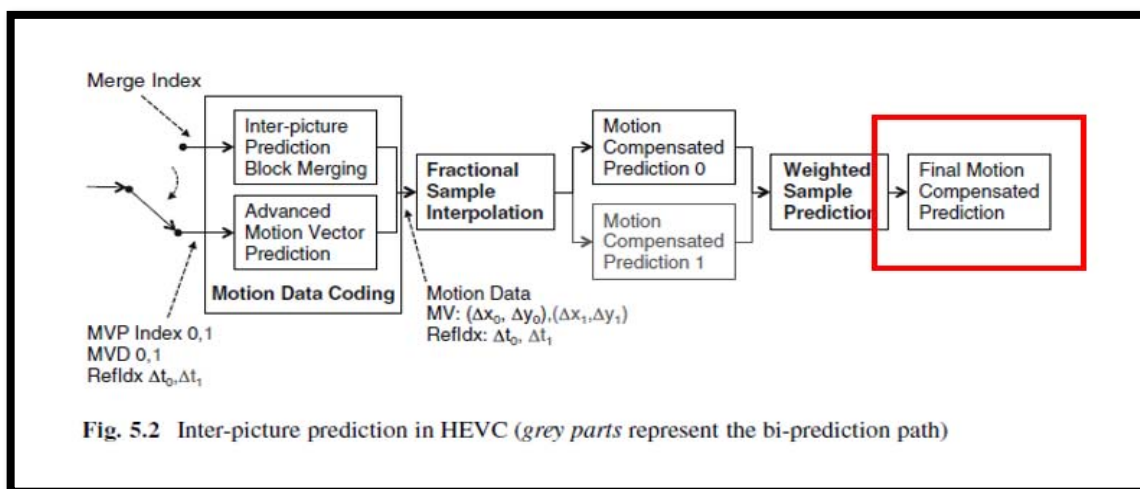 Merge Index
Inter-picture
Prediction
Block Merging
Advanced
Motion Vector
Prediction
Motion Data Coding
MVP Index 0,1
MVD 0,1
RefIdx Δt₀,Δt₁
Fractional
Sample
Interpolation
Motion Data
MV: (Δx₀, Δy₀),(Δx₁,Δy₁)
RefIdx: Δt₀, Δt₁
Motion
Compensated
Prediction 0
Motion
Compensated
Prediction 1
Weighted
Sample
Prediction
Final Motion
Compensated
Prediction
Fig. 5.2 Inter-picture prediction in HEVC (grey parts represent the bi-prediction path)